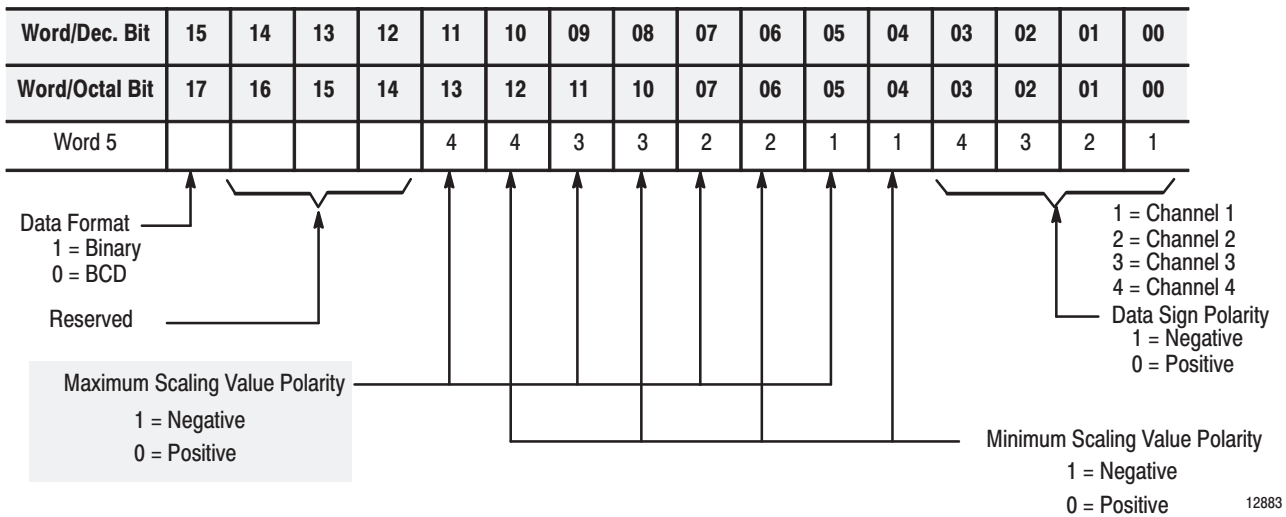 Word/Dec. Bit 15 14 13 12 11 10 09 08 07 06 05 04 03 02 01 00
Word/Octal Bit 17 16 15 14 13 12 11 10 07 06 05 04 03 02 01 00
Word 5 4 4 3 3 2 2 1 1 4 3 2 1
Data Format
1 = Binary
0 = BCD
Reserved
1 = Channel 1
2 = Channel 2
3 = Channel 3
4 = Channel 4
Data Sign Polarity
1 = Negative
0 = Positive
Maximum Scaling Value Polarity
1 = Negative
0 = Positive
Minimum Scaling Value Polarity
1 = Negative
0 = Positive
12883